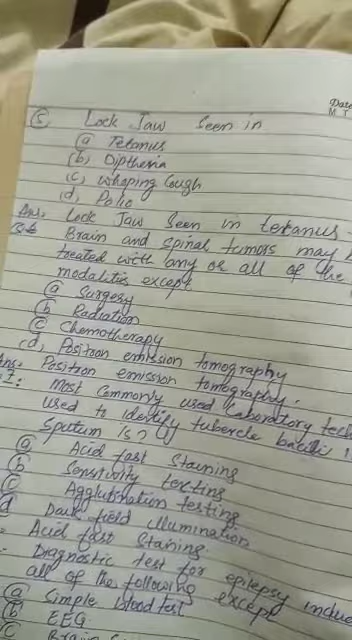 Date
M T
(5) Lock Jaw Seen in
(a) Tetanus
(b) Diptheria
(c) whoping Cough
(d) Polio
Ans. Lock Jaw Seen in tetanus.
Brain and Spinal tumors may
treated with any or all of the
modalities except
(a) Surgery
(b) Radiation
(c) Chemotherapy
(d) Positron emission tomography
Ans. Positron emission tomography.
Most Commonly used Laboratory tech
used to identify tubercle bacilli
Sputum is?
(a) Acid fast Staining
(b) Sensitivity testing
(c) Agglutination testing
(d) Dark field illumination
Acid fast Staining
Diagnostic test for epilepsy include
all of the following except
(a) Simple blood test
(b) EEG
(c) Brain